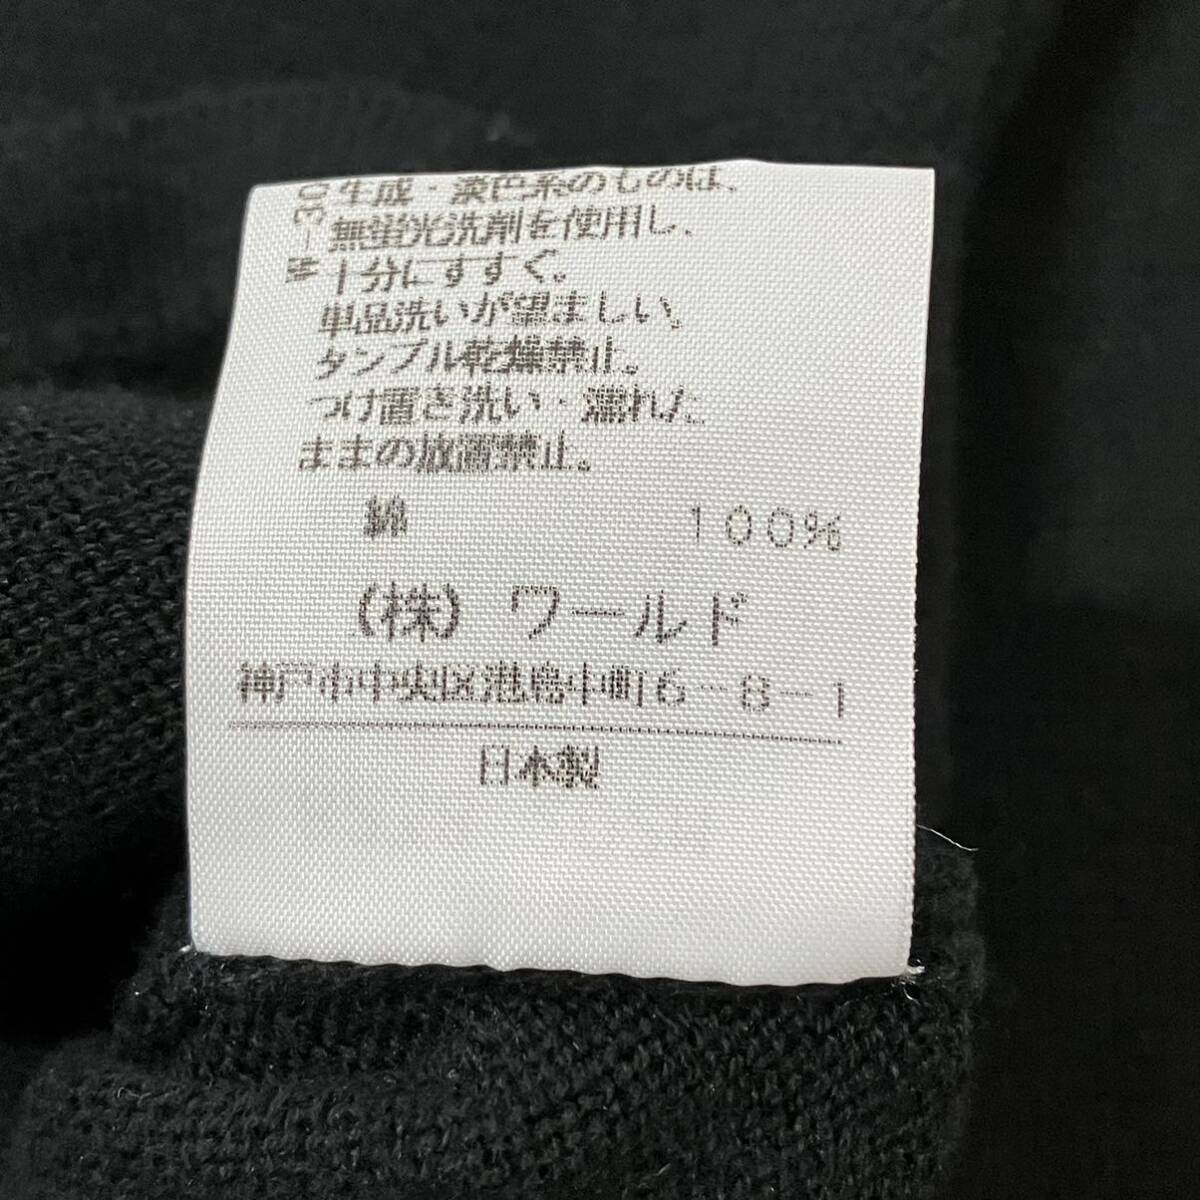 生成・淡色系のものは、
無蛍光洗剤を使用し、
十分にすすぐ。
単品洗いが望ましい。
タンブル乾燥禁止。
つけ置き洗い・濡れた
ままの放置禁止。
綿 100%
(株) ワールド
神戸市中央区港島中町6-8-1
日本製